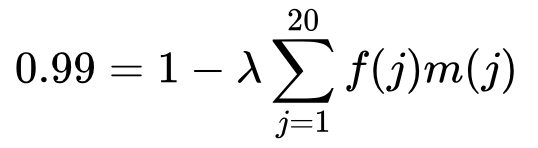 0.99 = 1 − λ ∑_{j=1}^{20} f(j)m(j)